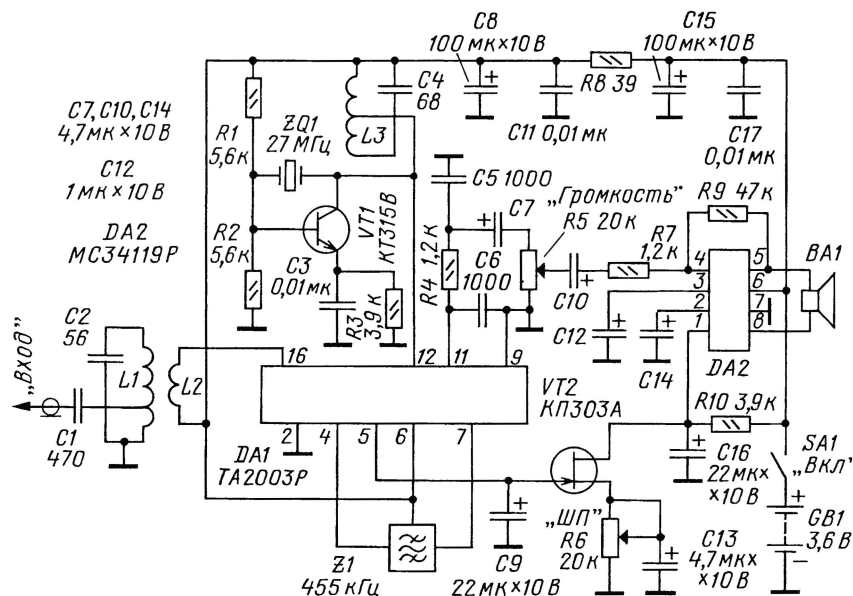 C8
100 мк×10 В
C15
100 мк×10 В
C4
68
R8 39
C7, C10, C14
4,7 мк×10 В
R1
5,6 к
ZQ1
27 МГц
L3
C11 0,01 мк
C17
0,01 мк
C12
1 мк×10 В
C5 1000
„Громкость"
R5 20 к
R9 47 к
DA2
MC34119P
R2
5,6 к
VT1
КТ315В
R4 1,2 к
C7
R7
1,2 к
BA1
C3
0,01 мк
R3
3,9 к
C6
1000
C10
4
3
2
1
5
6
7
8
C12
C14
DA2
C2
56
„Вход"
L1
L2
16
12
11
9
VT2
КП303А
R10 3,9 к
C1
470
DA1
TA2003P
2
4
5
6
7
C16
22 мк×
×10 В
SA1
„Вкл"
„ШП"
R6
20 к
C13
4,7 мк×
×10 В
GB1
3,6 В
Z1
455 кГц
C9
22 мк×10 В
+
+
+
+
+
+
+
+
+
+
−